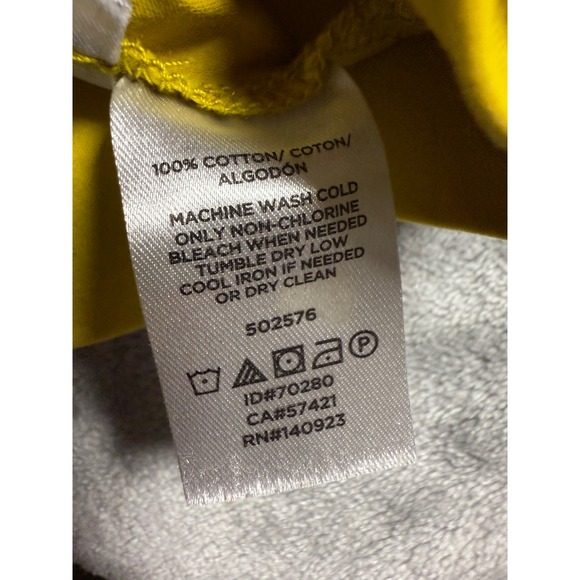 100% COTTON/ COTON/
ALGODÓN
MACHINE WASH COLD
ONLY NON-CHLORINE
BLEACH WHEN NEEDED
TUMBLE DRY LOW
COOL IRON IF NEEDED
OR DRY CLEAN
502576
P
ID#70280
CA#57421
RN#140923